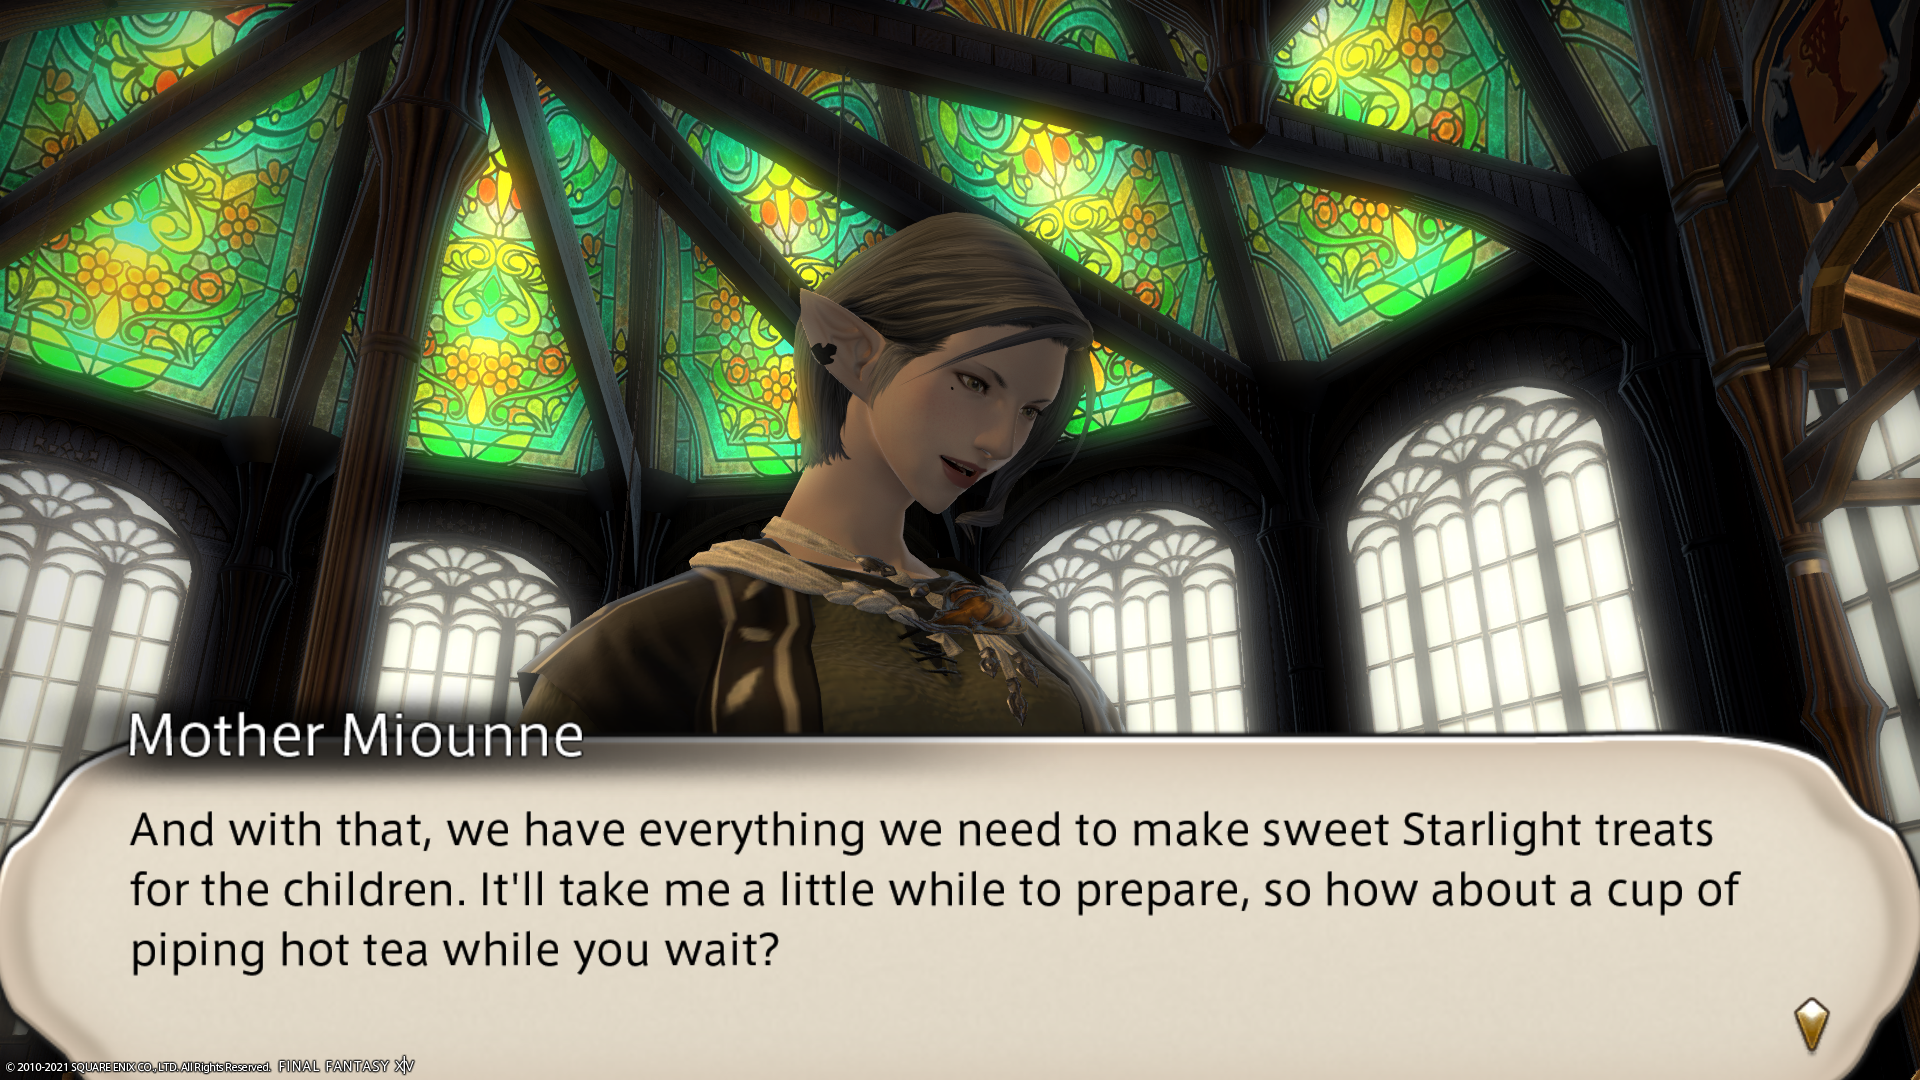 Mother Miounne
And with that, we have everything we need to make sweet Starlight treats
for the children. It'll take me a little while to prepare, so how about a cup of
piping hot tea while you wait?
© 2010-2021 SQUARE ENIX CO., LTD. All Rights Reserved. FINAL FANTASY XIV